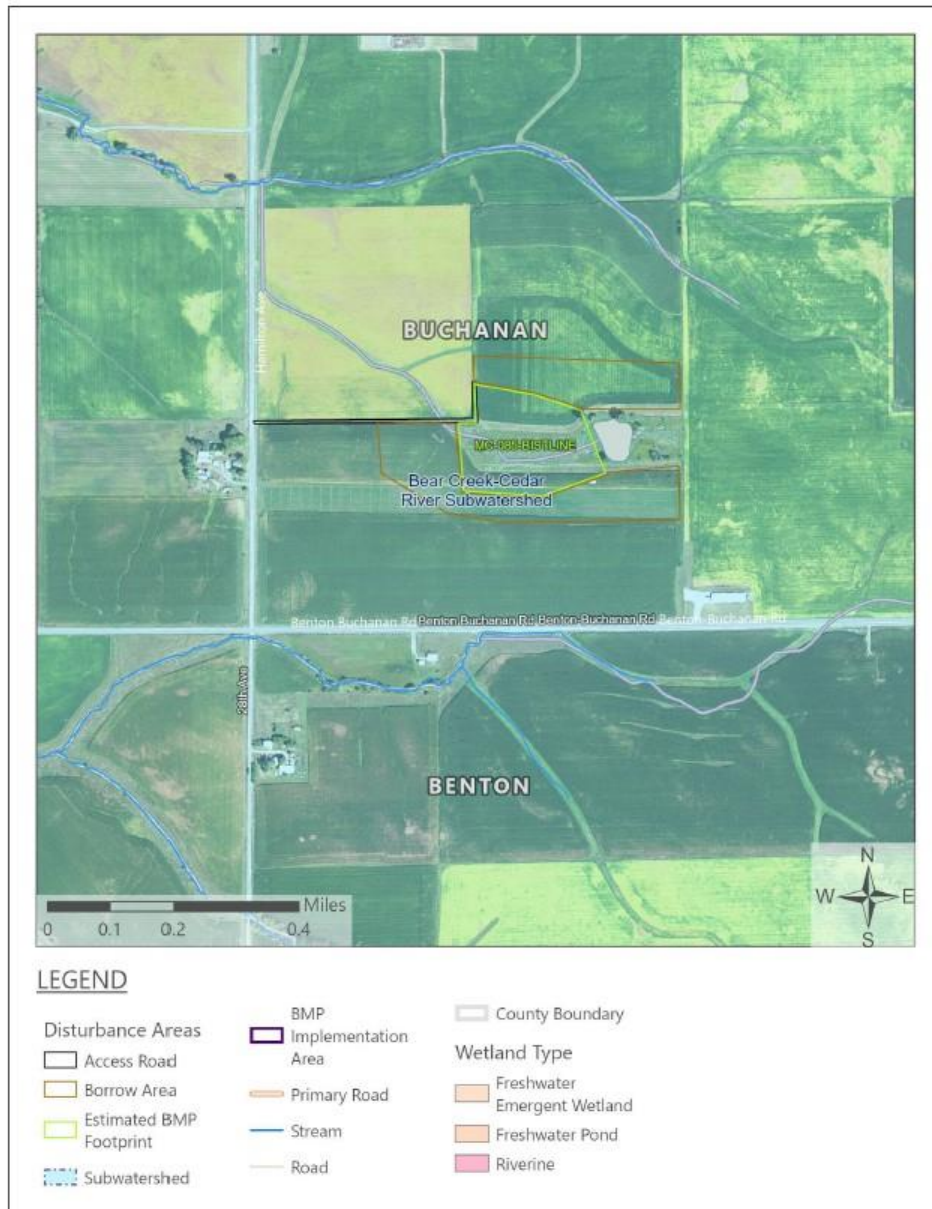 Hamilton Ave
BUCHANAN
MC-085-BISTLINE
Bear Creek-Cedar
River Subwatershed
Benton Buchanan Rd Benton Buchanan Rd Benton-Buchanan Rd Benton-Buchanan Rd
28th Ave
BENTON
Miles
0 0.1 0.2 0.4
N
W E
S
LEGEND
Disturbance Areas
Access Road
Borrow Area
Estimated BMP
Footprint
Subwatershed
BMP
Implementation
Area
Primary Road
Stream
Road
County Boundary
Wetland Type
Freshwater
Emergent Wetland
Freshwater Pond
Riverine